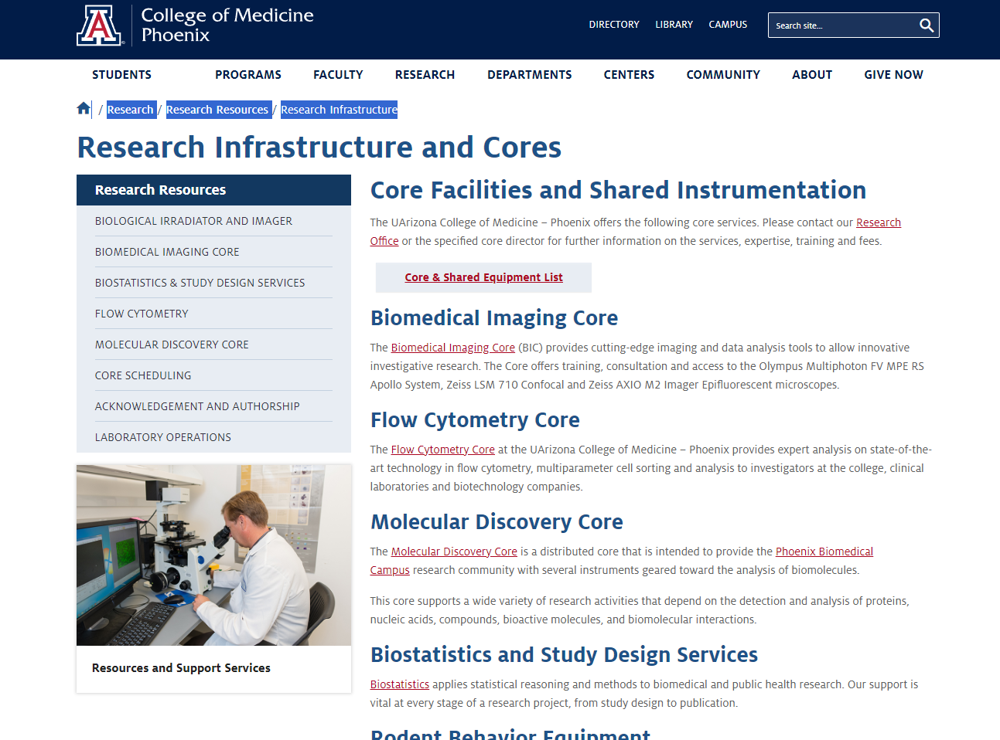 College of Medicine
Phoenix
DIRECTORY LIBRARY CAMPUS
Search site...
STUDENTS PROGRAMS FACULTY RESEARCH DEPARTMENTS CENTERS COMMUNITY ABOUT GIVE NOW
/ Research / Research Resources / Research Infrastructure
Research Infrastructure and Cores
Research Resources
BIOLOGICAL IRRADIATOR AND IMAGER
BIOMEDICAL IMAGING CORE
BIOSTATISTICS & STUDY DESIGN SERVICES
FLOW CYTOMETRY
MOLECULAR DISCOVERY CORE
CORE SCHEDULING
ACKNOWLEDGEMENT AND AUTHORSHIP
LABORATORY OPERATIONS
Resources and Support Services
Core Facilities and Shared Instrumentation
The UArizona College of Medicine – Phoenix offers the following core services. Please contact our Research
Office or the specified core director for further information on the services, expertise, training and fees.
Core & Shared Equipment List
Biomedical Imaging Core
The Biomedical Imaging Core (BIC) provides cutting-edge imaging and data analysis tools to allow innovative
investigative research. The Core offers training, consultation and access to the Olympus Multiphoton FV MPE RS
Apollo System, Zeiss LSM 710 Confocal and Zeiss AXIO M2 Imager Epifluorescent microscopes.
Flow Cytometry Core
The Flow Cytometry Core at the UArizona College of Medicine – Phoenix provides expert analysis on state-of-the-
art technology in flow cytometry, multiparameter cell sorting and analysis to investigators at the college, clinical
laboratories and biotechnology companies.
Molecular Discovery Core
The Molecular Discovery Core is a distributed core that is intended to provide the Phoenix Biomedical
Campus research community with several instruments geared toward the analysis of biomolecules.
This core supports a wide variety of research activities that depend on the detection and analysis of proteins,
nucleic acids, compounds, bioactive molecules, and biomolecular interactions.
Biostatistics and Study Design Services
Biostatistics applies statistical reasoning and methods to biomedical and public health research. Our support is
vital at every stage of a research project, from study design to publication.
Rodent Behavior Equipment